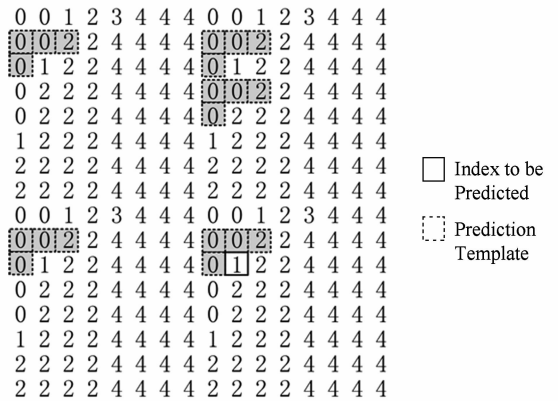 0 0 1 2 3 4 4 4 0 0 1 2 3 4 4 4
0 0 2 2 4 4 4 4 0 0 2 2 4 4 4 4
0 1 2 2 4 4 4 4 0 1 2 2 4 4 4 4
0 2 2 2 4 4 4 4 0 0 2 2 4 4 4 4
0 2 2 2 4 4 4 4 0 2 2 2 4 4 4 4
1 2 2 2 4 4 4 4 1 2 2 2 4 4 4 4
2 2 2 2 4 4 4 4 2 2 2 2 4 4 4 4
2 2 2 2 4 4 4 4 2 2 2 2 4 4 4 4
0 0 1 2 3 4 4 4 0 0 1 2 3 4 4 4
0 0 2 2 4 4 4 4 0 0 2 2 4 4 4 4
0 1 2 2 4 4 4 4 0 1 2 2 4 4 4 4
0 2 2 2 4 4 4 4 0 2 2 2 4 4 4 4
0 2 2 2 4 4 4 4 0 2 2 2 4 4 4 4
1 2 2 2 4 4 4 4 1 2 2 2 4 4 4 4
2 2 2 2 4 4 4 4 2 2 2 2 4 4 4 4
2 2 2 2 4 4 4 4 2 2 2 2 4 4 4 4
Index to be
Predicted
Prediction
Template